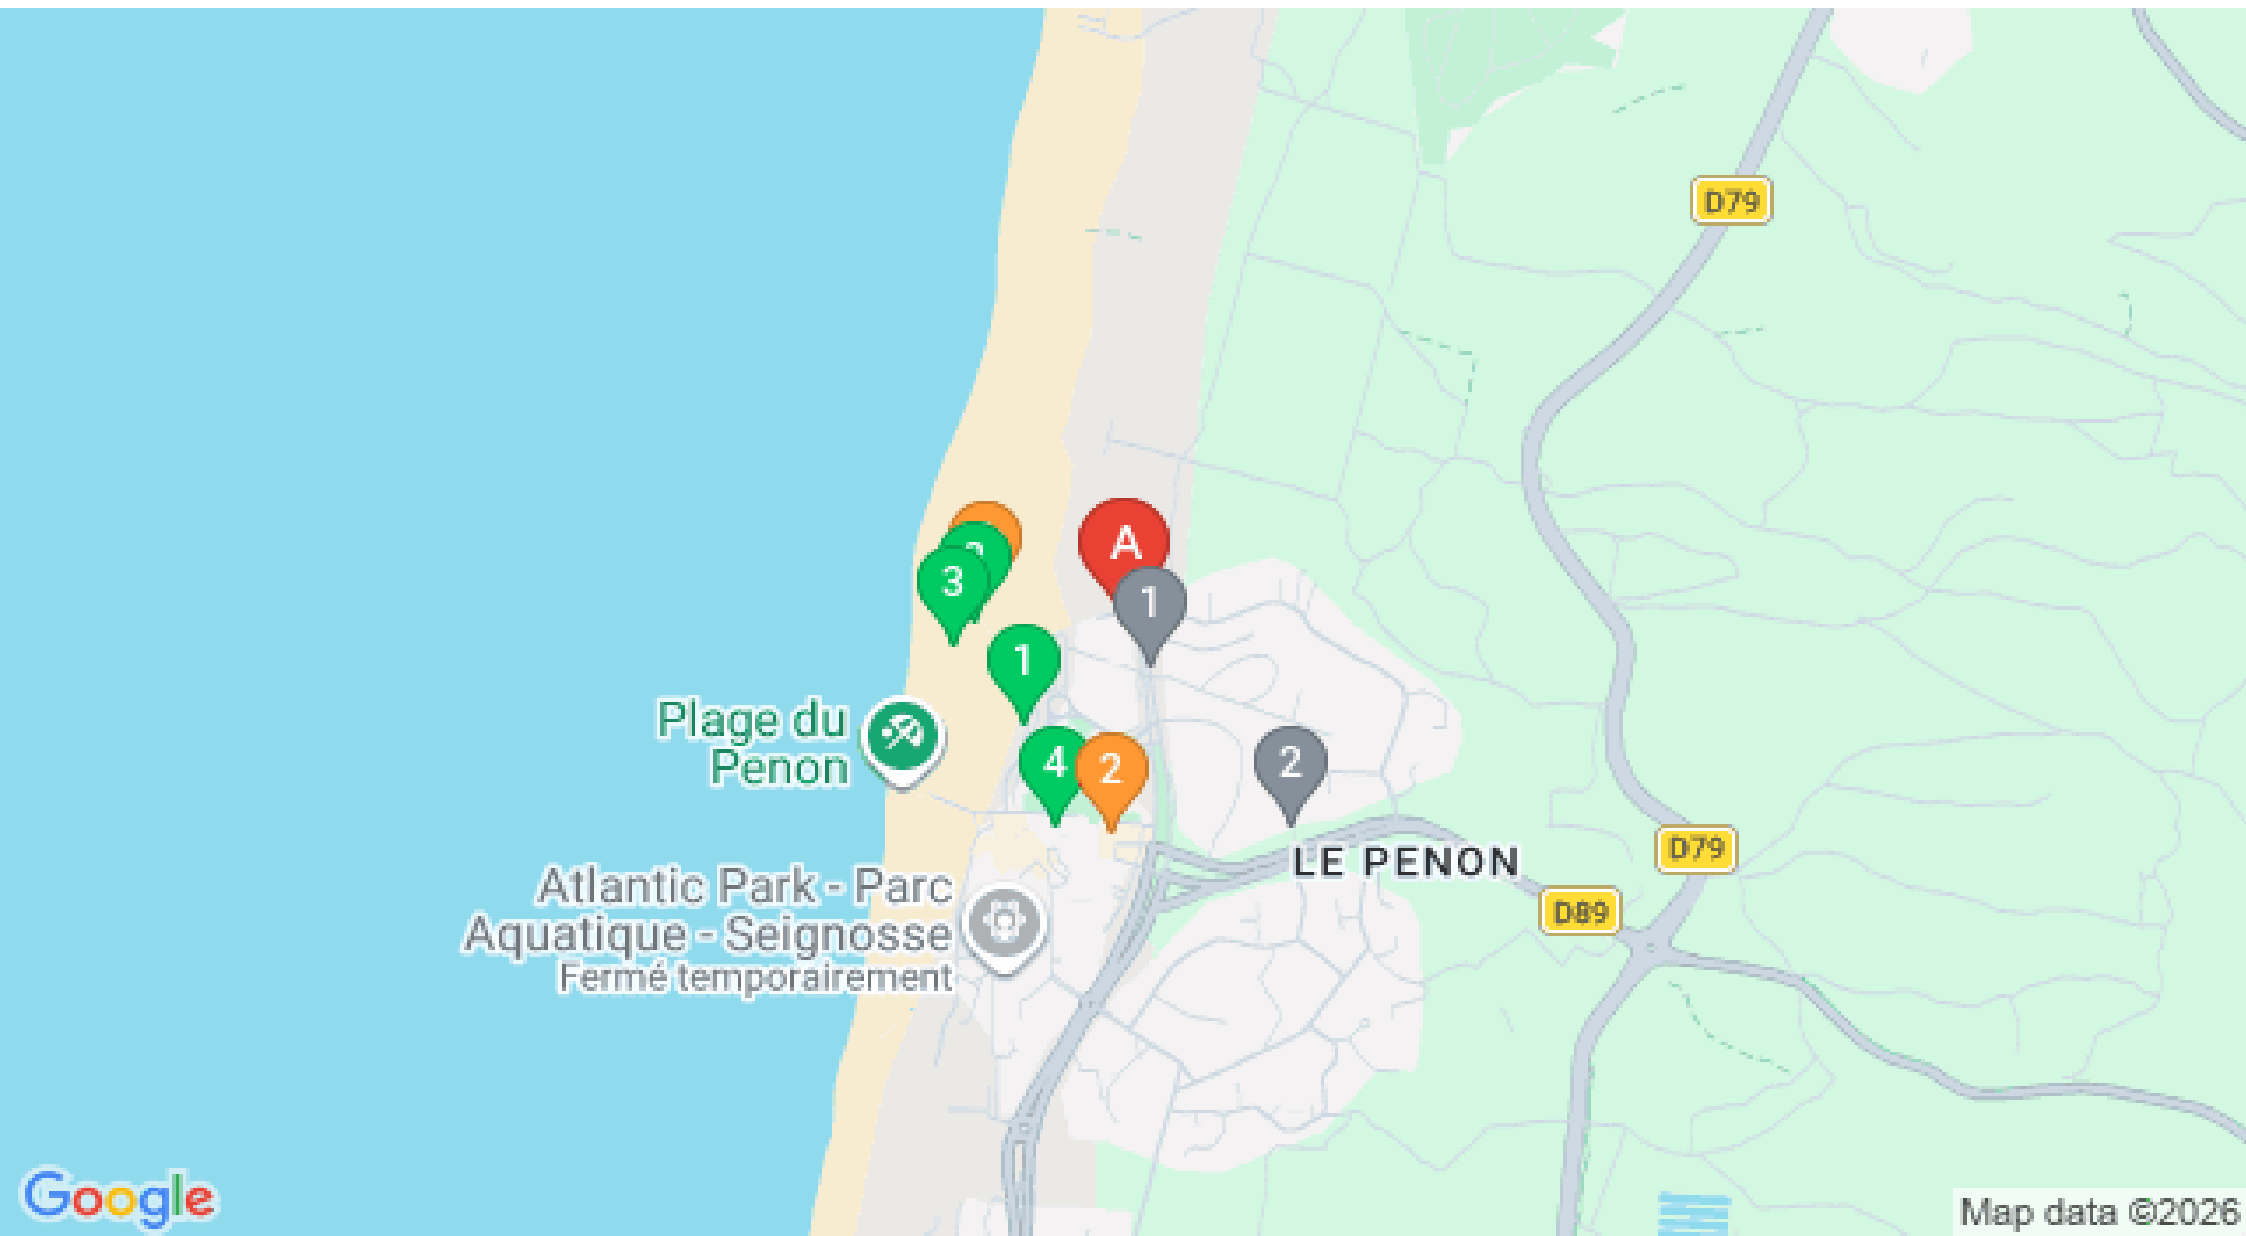 D79
A
3
1
1
Plage du
Penon
4
2
2
LE PENON
D79
Atlantic Park - Parc
Aquatique - Seignosse
Fermé temporairement
D89
Google
Map data ©2026